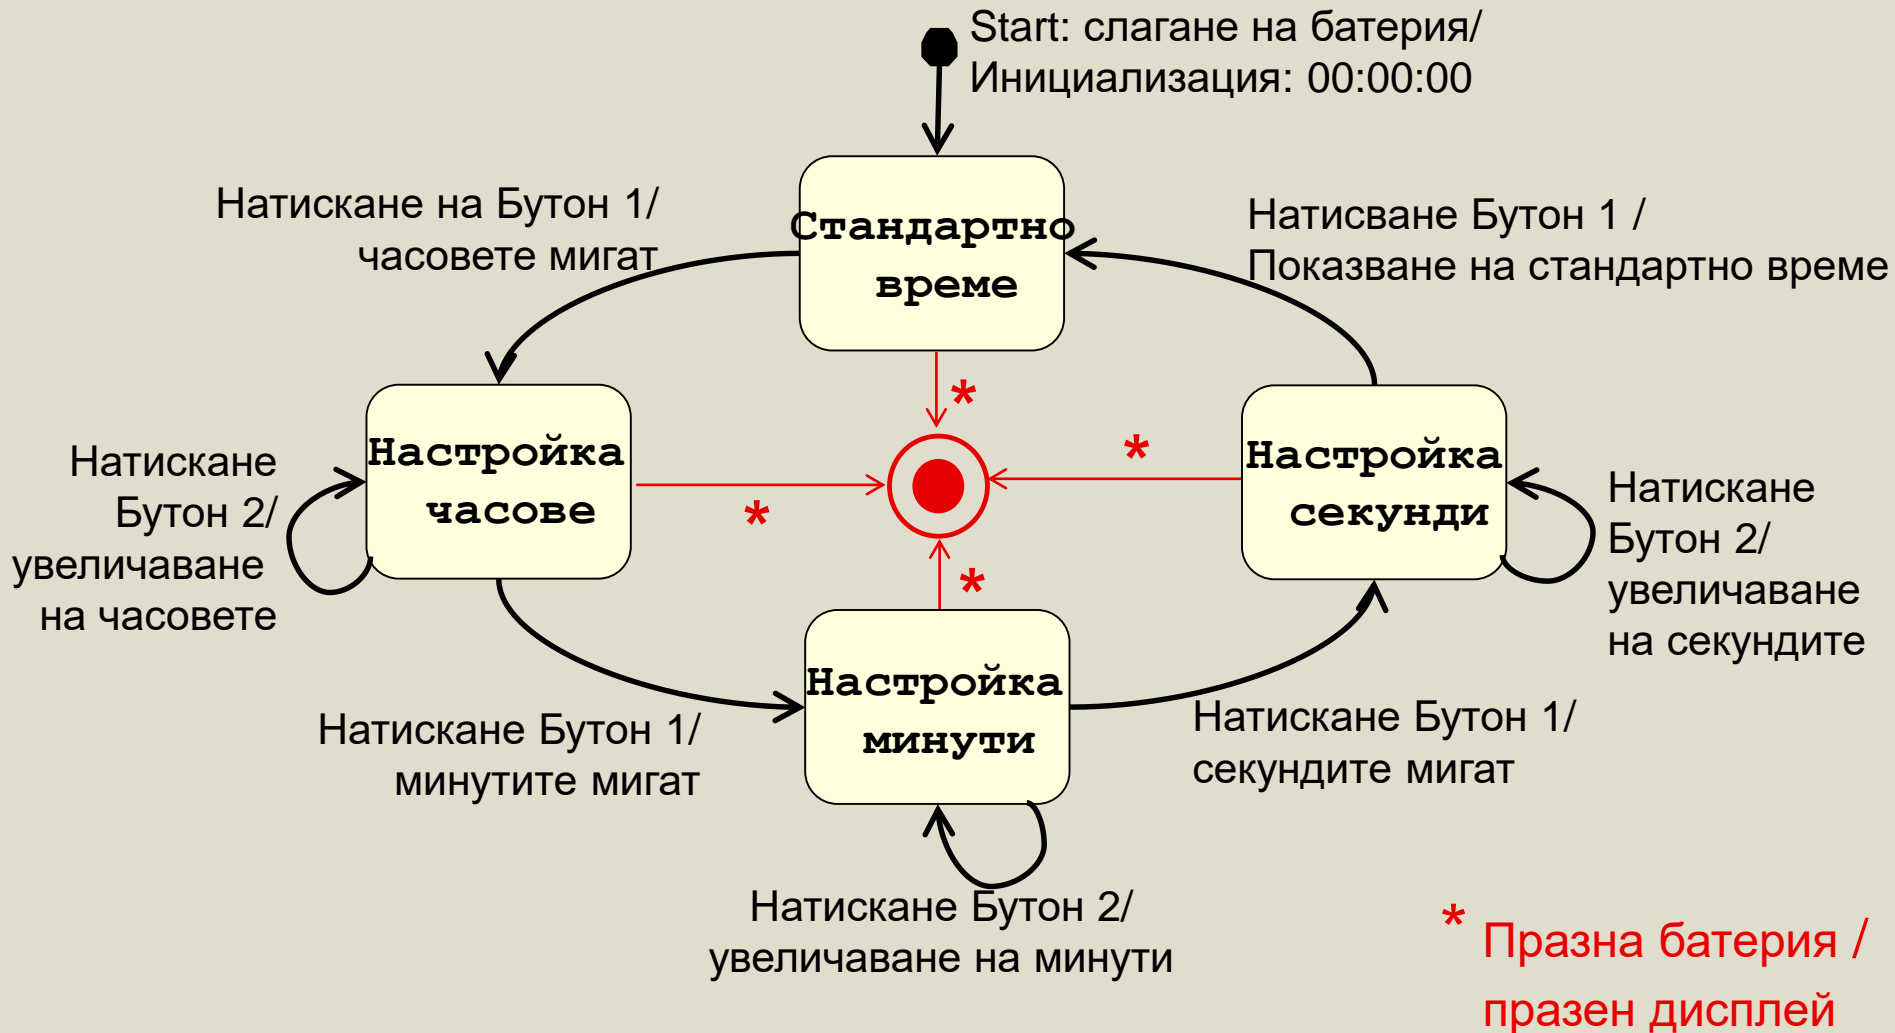 Start: слагане на батерия/
Инициализация: 00:00:00
Натискане на Бутон 1/
часовете мигат
Стандартно
време
Натисване Бутон 1 /
Показване на стандартно време
*
Настройка
часове
*
*
Настройка
секунди
Натискане
Бутон 2/
увеличаване
на часовете
Натискане
Бутон 2/
увеличаване
на секундите
*
Настройка
минути
Натискане Бутон 1/
минутите мигат
Натискане Бутон 1/
секундите мигат
Натискане Бутон 2/
увеличаване на минути
* Празна батерия /
празен дисплей